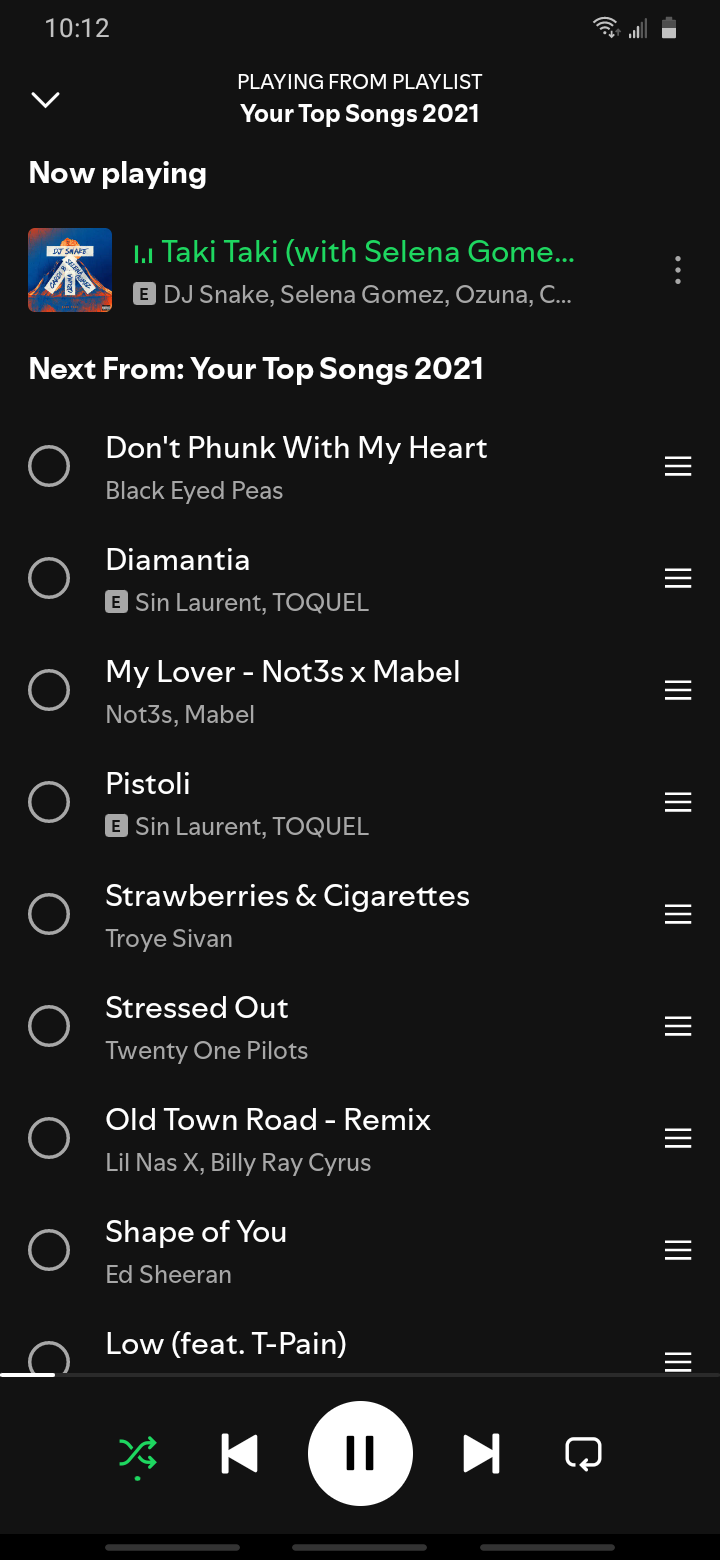 10:12
PLAYING FROM PLAYLIST
Your Top Songs 2021
Now playing
DJ SNAKE
Taki Taki (with Selena Gome...
E DJ Snake, Selena Gomez, Ozuna, C...
Next From: Your Top Songs 2021
Don't Phunk With My Heart
Black Eyed Peas
Diamantia
E Sin Laurent, TOQUEL
My Lover - Not3s x Mabel
Not3s, Mabel
Pistoli
E Sin Laurent, TOQUEL
Strawberries & Cigarettes
Troye Sivan
Stressed Out
Twenty One Pilots
Old Town Road - Remix
Lil Nas X, Billy Ray Cyrus
Shape of You
Ed Sheeran
Low (feat. T-Pain)